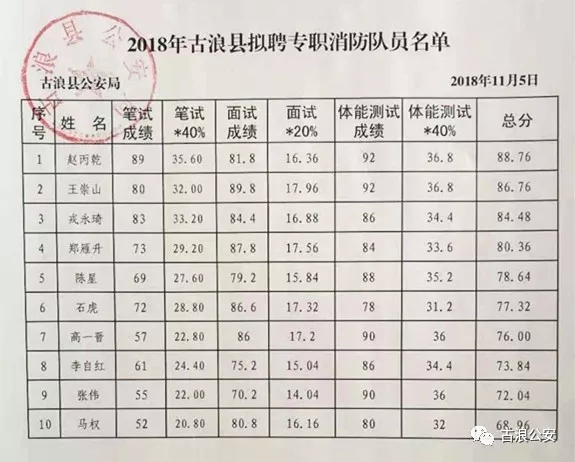 2018年古浪县拟聘专职消防队员名单
古浪县公安局 2018年11月5日
序号 姓名 笔试成绩 笔试*40% 面试成绩 面试*20% 体能测试成绩 体能测试*40% 总分
1 赵丙乾 89 35.60 81.8 16.36 92 36.8 88.76
2 王崇山 80 32.00 89.8 17.96 92 36.8 86.76
3 戎永琦 83 33.20 84.4 16.88 86 34.4 84.48
4 郑雁升 73 29.20 87.8 17.56 84 33.6 80.36
5 陈星 69 27.60 79.2 15.84 88 35.2 78.64
6 石虎 72 28.80 86.6 17.32 78 31.2 77.32
7 高一晋 57 22.80 86 17.2 90 36 76.00
8 李自红 61 24.40 75.2 15.04 86 34.4 73.84
9 张伟 55 22.00 70.2 14.04 90 36 72.04
10 马权 52 20.80 80.8 16.16 80 32 68.96
古浪县公安
古浪公安